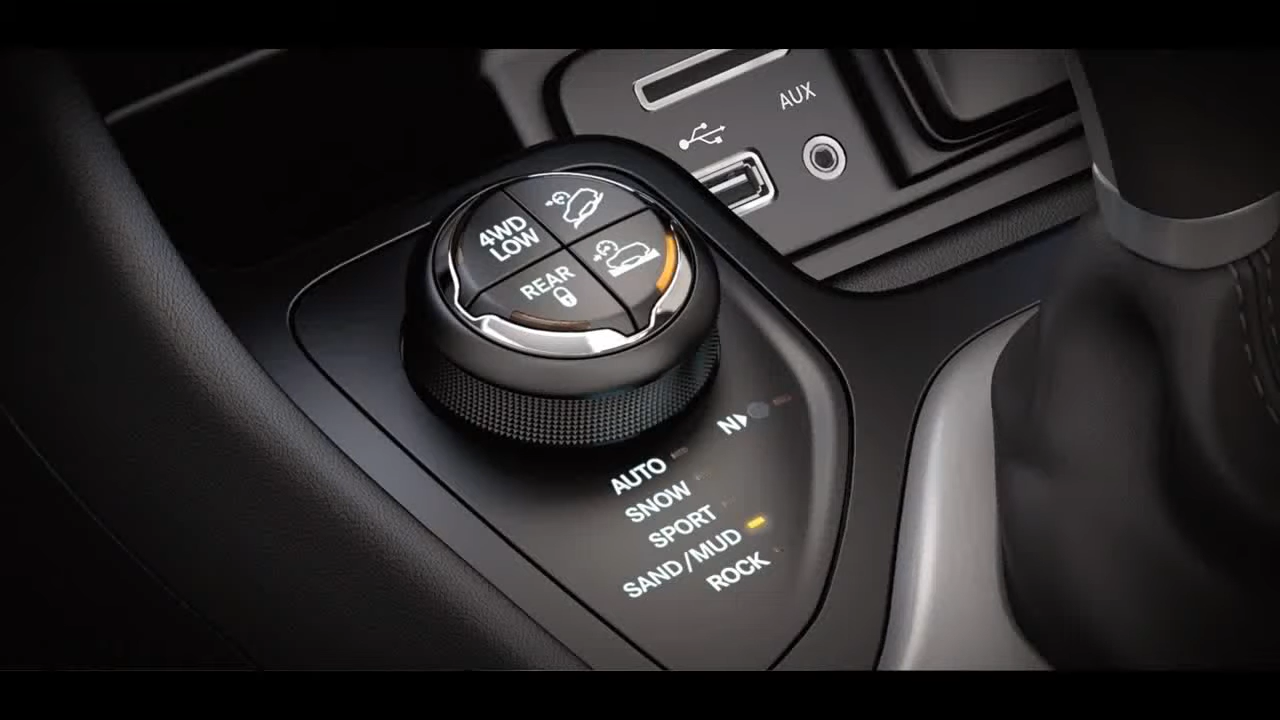 AUX
4WD
LOW
REAR
N
AUTO
SNOW
SPORT
SAND/MUD
ROCK